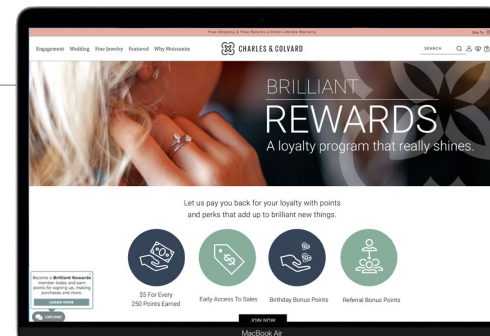 Free Shipping & Free Returns Limited Lifetime Warranty
Ship To
Engagement Wedding Fine Jewelry Featured Why Moissanite
CHARLES & COLVARD
SEARCH
BRILLIANT
REWARDS
A loyalty program that really shines.
Let us pay you back for your loyalty with points
and perks that add up to brilliant new things.
$5 For Every
250 Points Earned
Early Access To Sales
Birthday Bonus Points
Referral Bonus Points
Become a Brilliant Rewards
member today and earn
points for signing up, making
purchases and more.
LEARN MORE
LIVE CHAT
JOIN NOW
MacBook Air